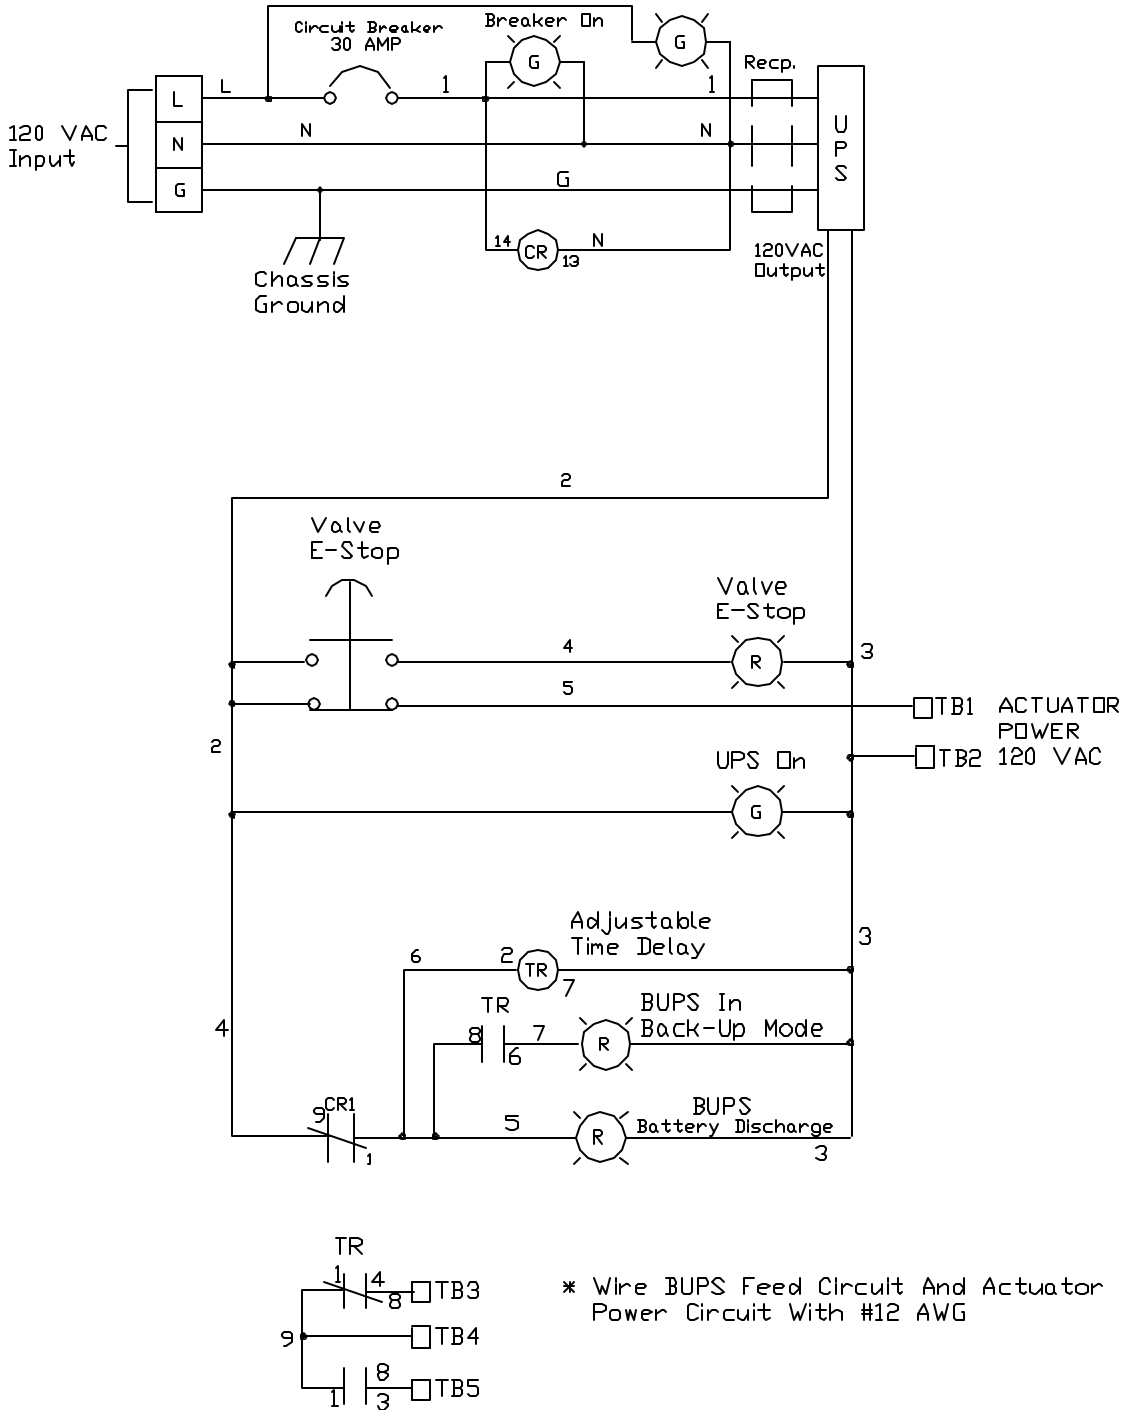 Circuit Breaker
30 AMP
Breaker On
G
G
Recp.
120 VAC
Input
L
L
1
1
N
N
N
G
G
U
P
S
14
CR
13
N
120VAC
Output
Chassis
Ground
2
Valve
E-Stop
Valve
E-Stop
4
R
3
5
TB1
ACTUATOR
POWER
120 VAC
TB2
2
UPS On
G
Adjustable
Time Delay
3
6
2
TR
7
TR
BUPS In
Back-Up Mode
4
8
6
7
R
CR1
9
1
5
R
BUPS
Battery Discharge
3
TR
1
4
8
TB3
9
TB4
1
8
3
TB5
* Wire BUPS Feed Circuit And Actuator
Power Circuit With #12 AWG